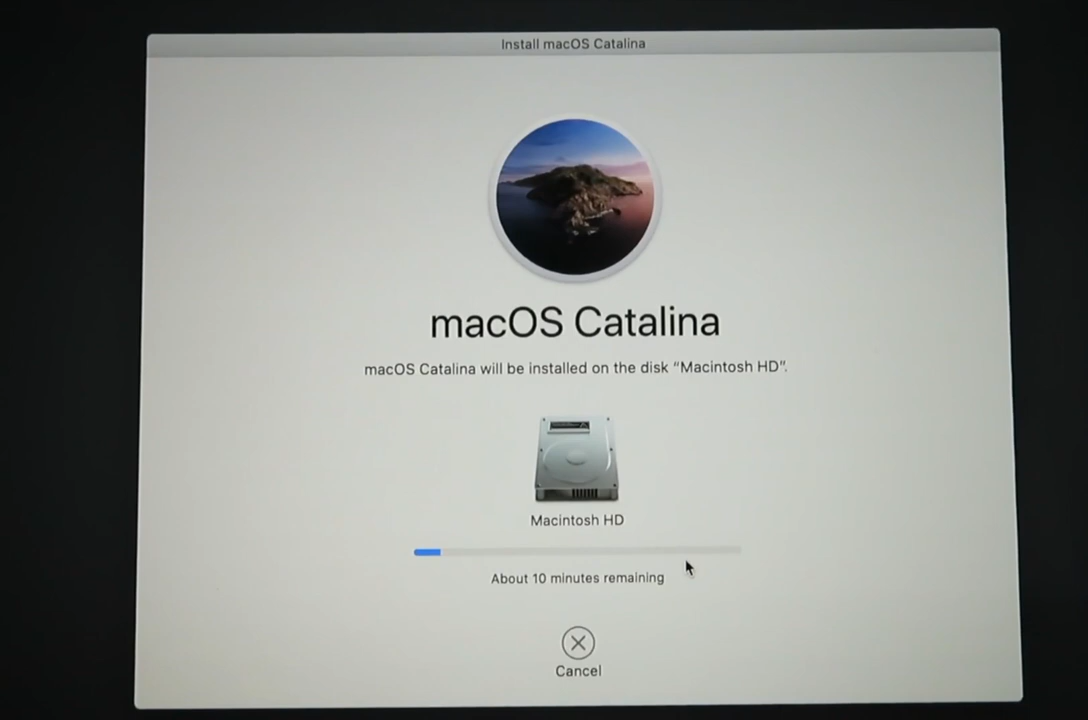 Install macOS Catalina
macOS Catalina
macOS Catalina will be installed on the disk “Macintosh HD”.
Macintosh HD
About 10 minutes remaining
Cancel